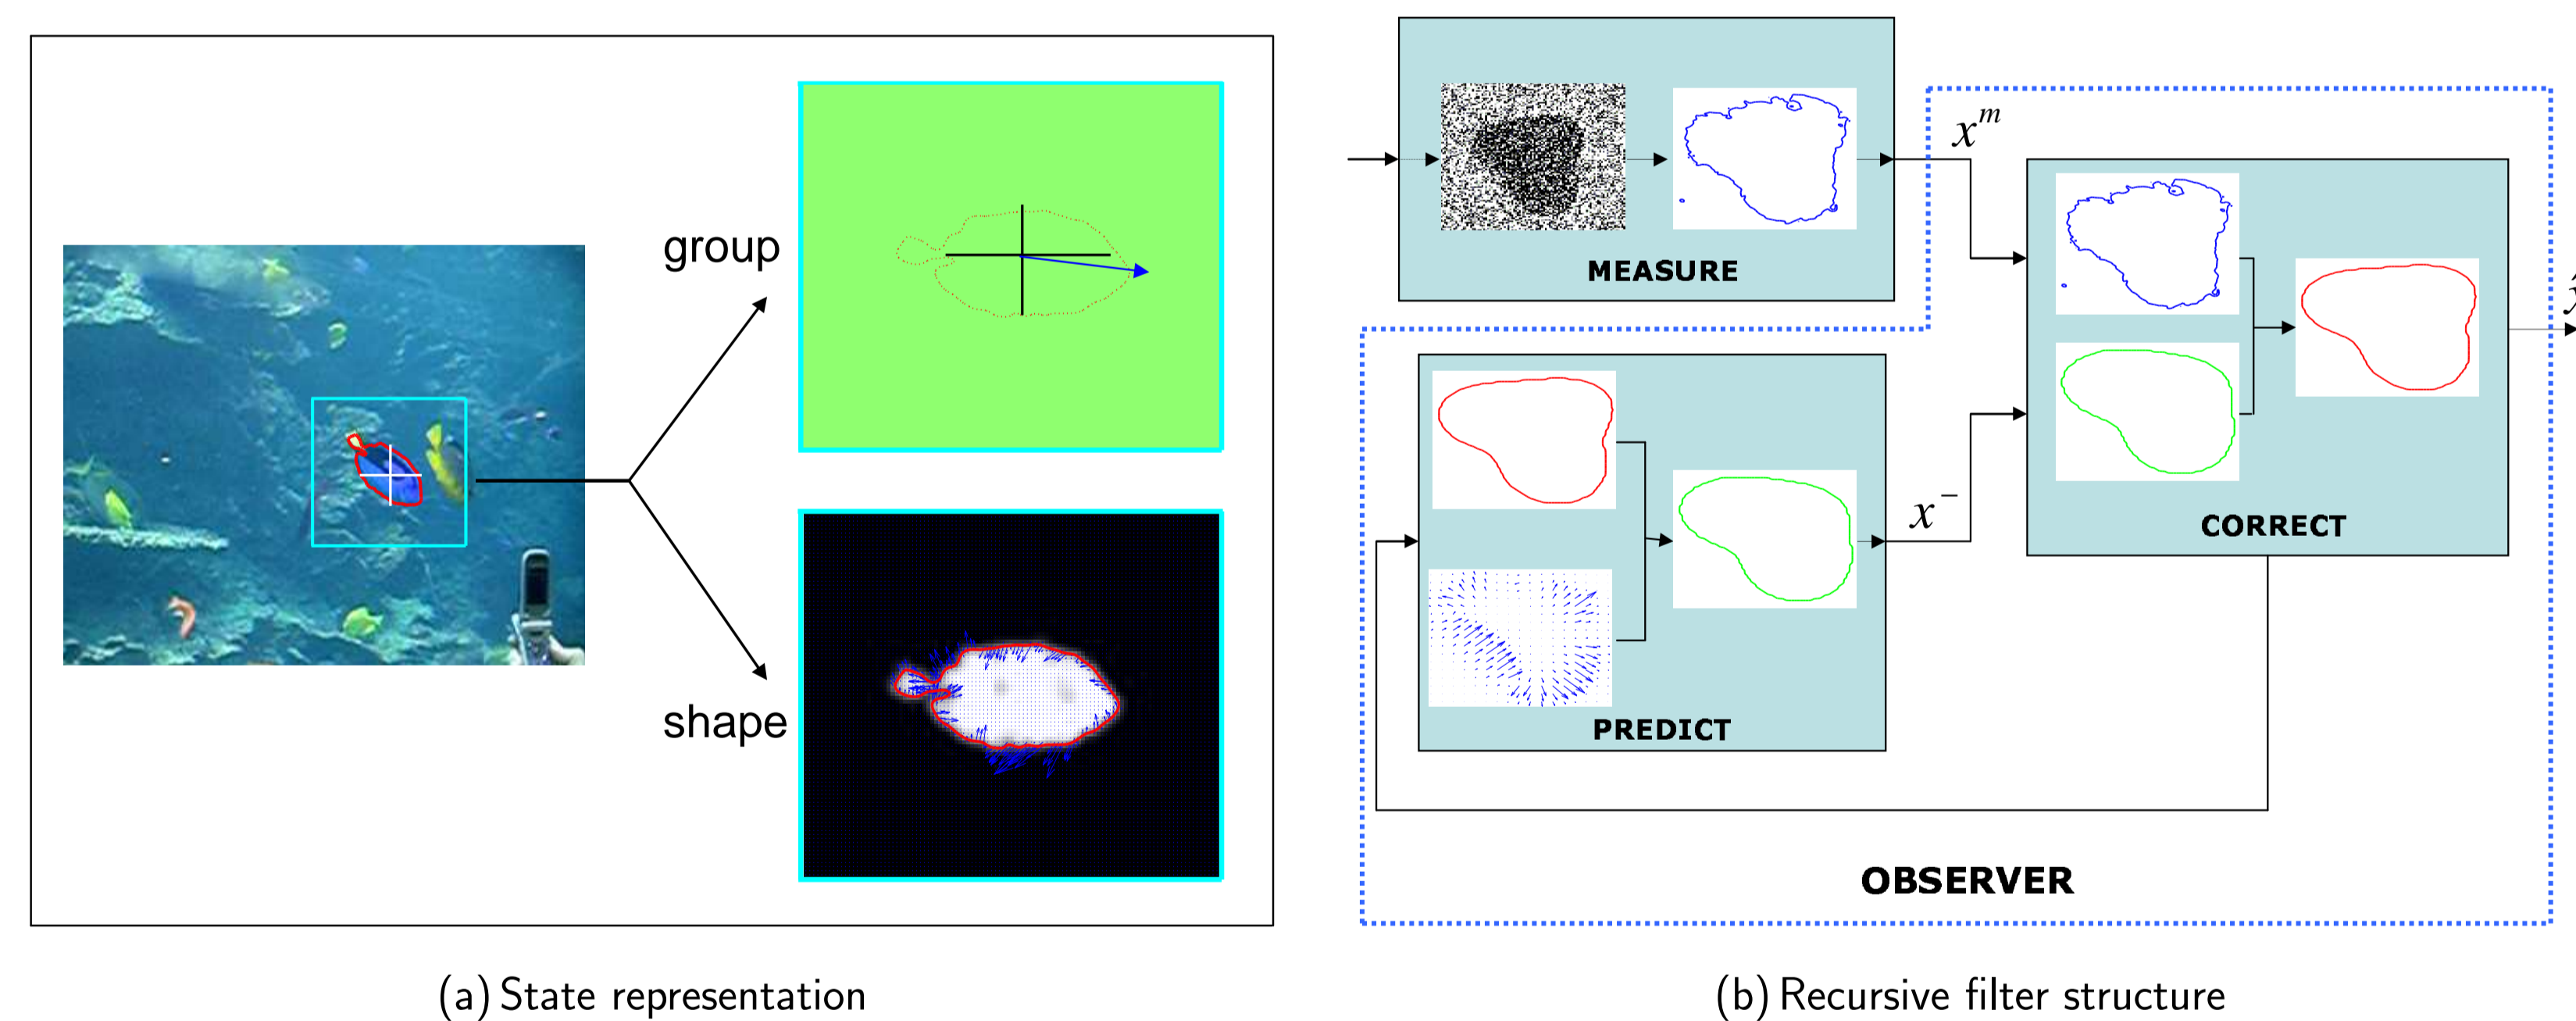 group
shape
(a) State representation
MEASURE
x^m
PREDICT
x^-
CORRECT
OBSERVER
(b) Recursive filter structure